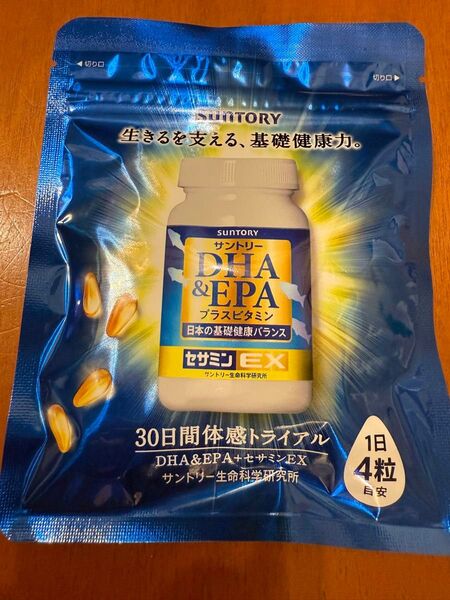 ◁切り口
切り口▷
SUNTORY
生きるを支える、基礎健康力。
SUNTORY
サントリー
DHA
&EPA
プラスビタミン
日本の基礎健康バランス
セサミンEX
サントリー生命科学研究所
30日間体感トライアル
DHA&EPA+セサミンEX
サントリー生命科学研究所
1日
4粒
目安